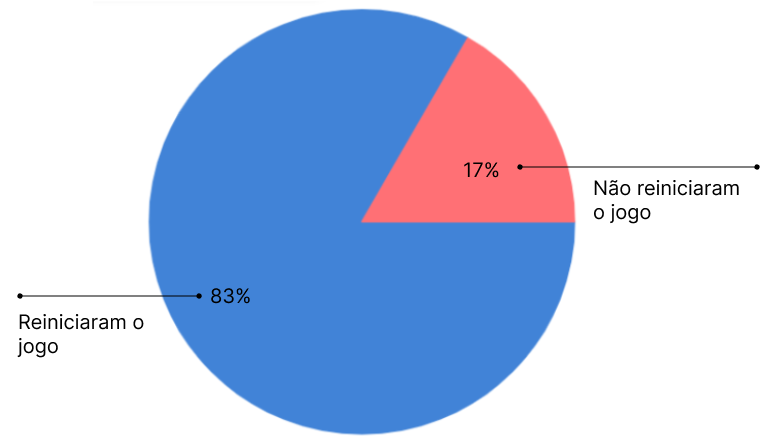 17%
Não reiniciaram
o jogo
83%
Reiniciaram o
jogo